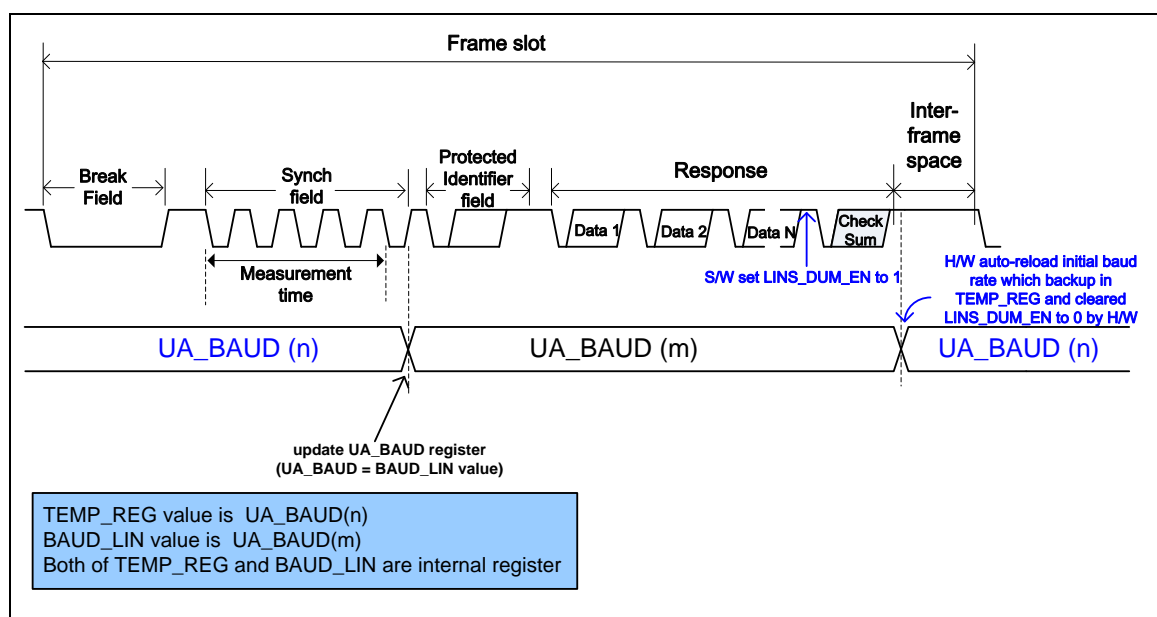 Frame slot
Inter-
frame
space
Break
Field
Synch
field
Protected
Identifier
field
Response
Data 1
Data 2
Data N
Check
Sum
Measurement
time
S/W set LINS_DUM_EN to 1
H/W auto-reload initial baud
rate which backup in
TEMP_REG and cleared
LINS_DUM_EN to 0 by H/W
UA_BAUD (n)
UA_BAUD (m)
UA_BAUD (n)
update UA_BAUD register
(UA_BAUD = BAUD_LIN value)
TEMP_REG value is UA_BAUD(n)
BAUD_LIN value is UA_BAUD(m)
Both of TEMP_REG and BAUD_LIN are internal register